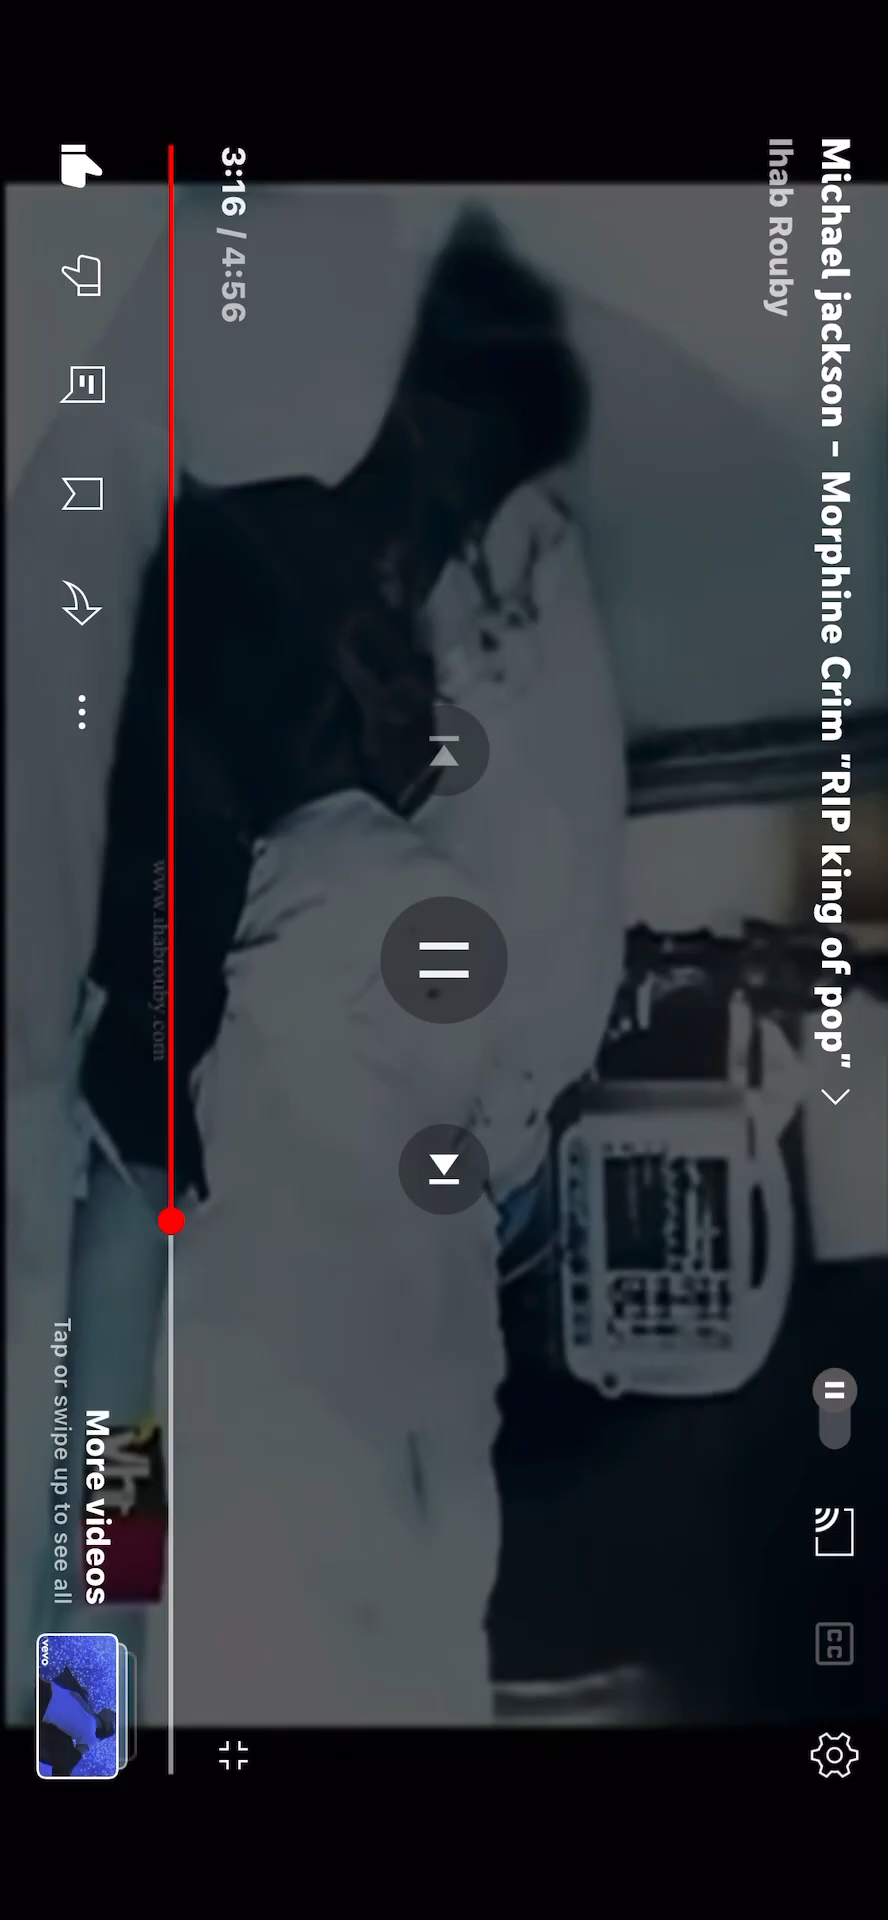 Michael jackson - Morphine Crim "RIP king of pop"
Ihab Rouby
CC
3:16 / 4:56
www.ihabrouby.com
More videos
Tap or swipe up to see all
vevo